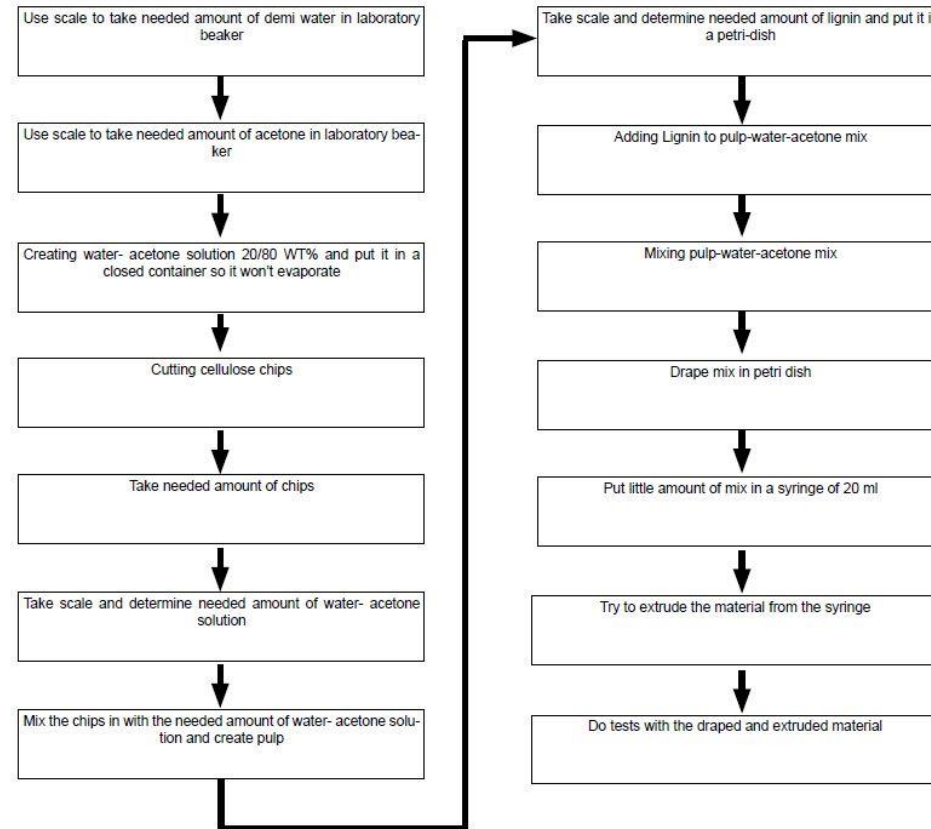 Use scale to take needed amount of demi water in laboratory
beaker
Use scale to take needed amount of acetone in laboratory bea-
ker
Creating water- acetone solution 20/80 WT% and put it in a
closed container so it won't evaporate
Cutting cellulose chips
Take needed amount of chips
Take scale and determine needed amount of water- acetone
solution
Mix the chips in with the needed amount of water- acetone solu-
tion and create pulp
Take scale and determine needed amount of lignin and put it i
a petri-dish
Adding Lignin to pulp-water-acetone mix
Mixing pulp-water-acetone mix
Drape mix in petri dish
Put little amount of mix in a syringe of 20 ml
Try to extrude the material from the syringe
Do tests with the draped and extruded material